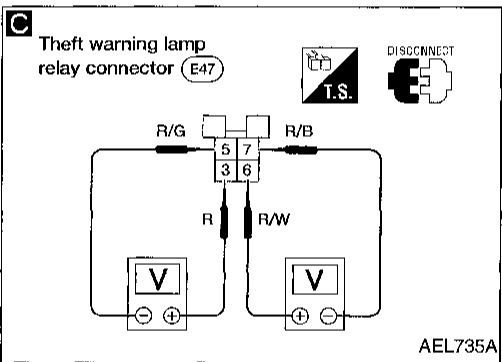 C
Theft warning lamp
relay connector E47
T.S.
DISCONNECT
R/G
R/B
5 7
3 6
R
R/W
V
V
− +
+ −
AEL735A